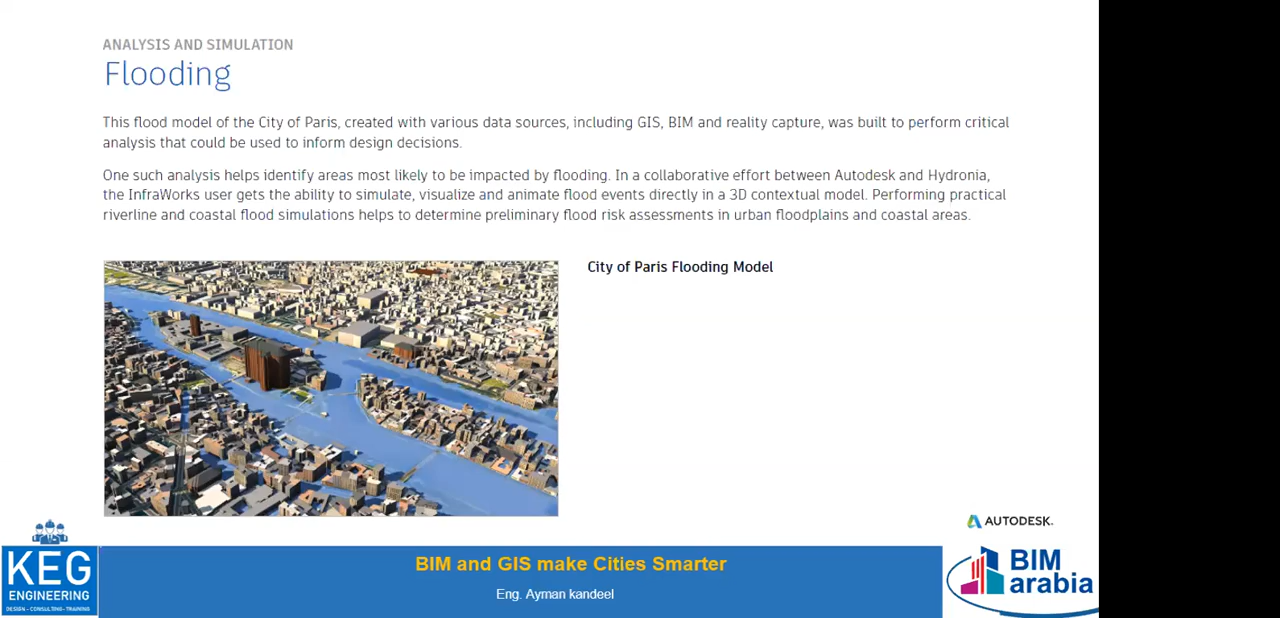 ANALYSIS AND SIMULATION
Flooding
This flood model of the City of Paris, created with various data sources, including GIS, BIM and reality capture, was built to perform critical
analysis that could be used to inform design decisions.
One such analysis helps identify areas most likely to be impacted by flooding. In a collaborative effort between Autodesk and Hydronia,
the InfraWorks user gets the ability to simulate, visualize and animate flood events directly in a 3D contextual model. Performing practical
riverline and coastal flood simulations helps to determine preliminary flood risk assessments in urban floodplains and coastal areas.
City of Paris Flooding Model
AUTODESK.
KEG
ENGINEERING
DESIGN - CONSULTING - TRAINING
BIM and GIS make Cities Smarter
Eng. Ayman kandeel
BIM
arabia